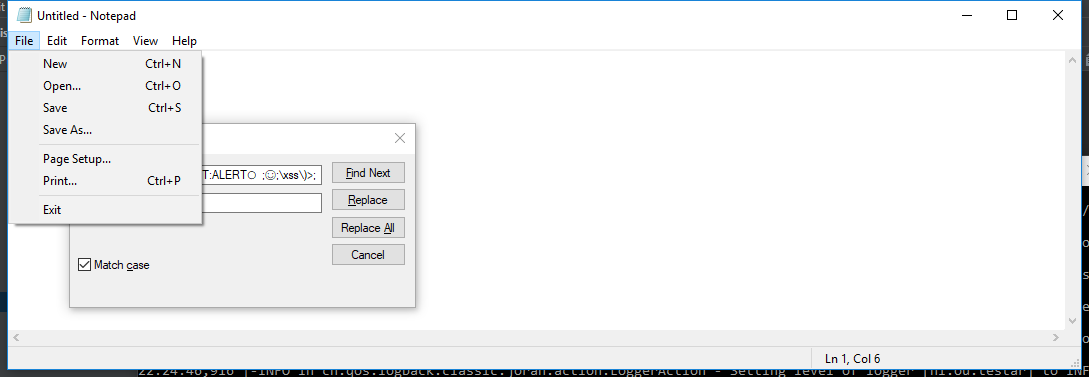 Untitled - Notepad
File Edit Format View Help
New Ctrl+N
Open... Ctrl+O
Save Ctrl+S
Save As...
Page Setup...
Print... Ctrl+P
Exit
T:ALERT○ ;☺;\xss\)>;
Find Next
Replace
Replace All
Cancel
Match case
Ln 1, Col 6
22:24:46,916 |-INFO in ch.qos.logback.classic.joran.action.LoggerAction - Setting level of logger [nl.ou.testar] to INF